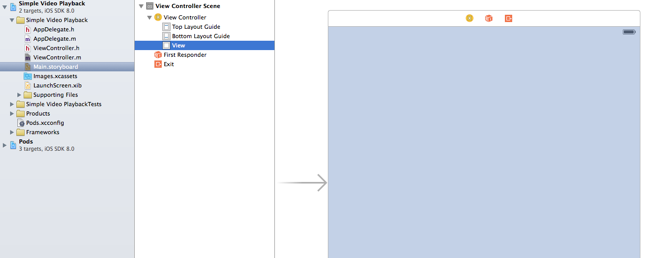 Simple Video Playback
2 targets, iOS SDK 8.0
Simple Video Playback
AppDelegate.h
AppDelegate.m
ViewController.h
ViewController.m
Main.storyboard
Images.xcassets
LaunchScreen.xib
Supporting Files
Simple Video PlaybackTests
Products
Pods.xcconfig
Frameworks
Pods
3 targets, iOS SDK 8.0
View Controller Scene
View Controller
Top Layout Guide
Bottom Layout Guide
View
First Responder
Exit